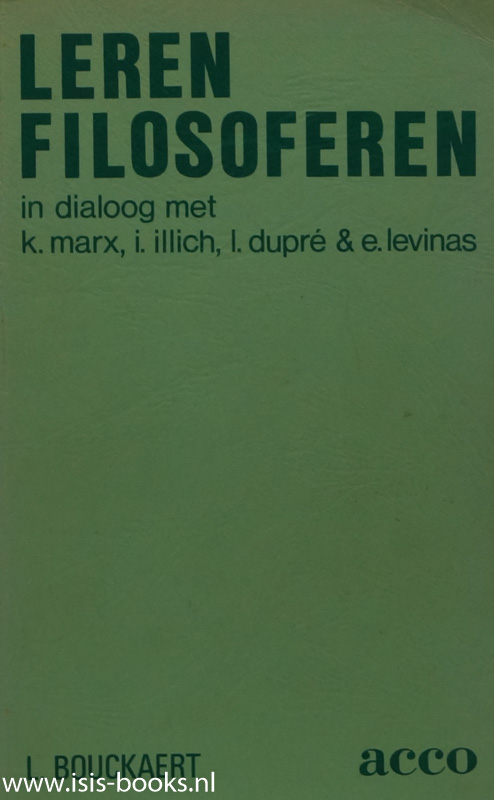 LEREN
FILOSOFEREN
in dialoog met
k. marx, i. illich, l. dupré & e. levinas
L. BOUCKAERT
acco
www.isis-books.nl